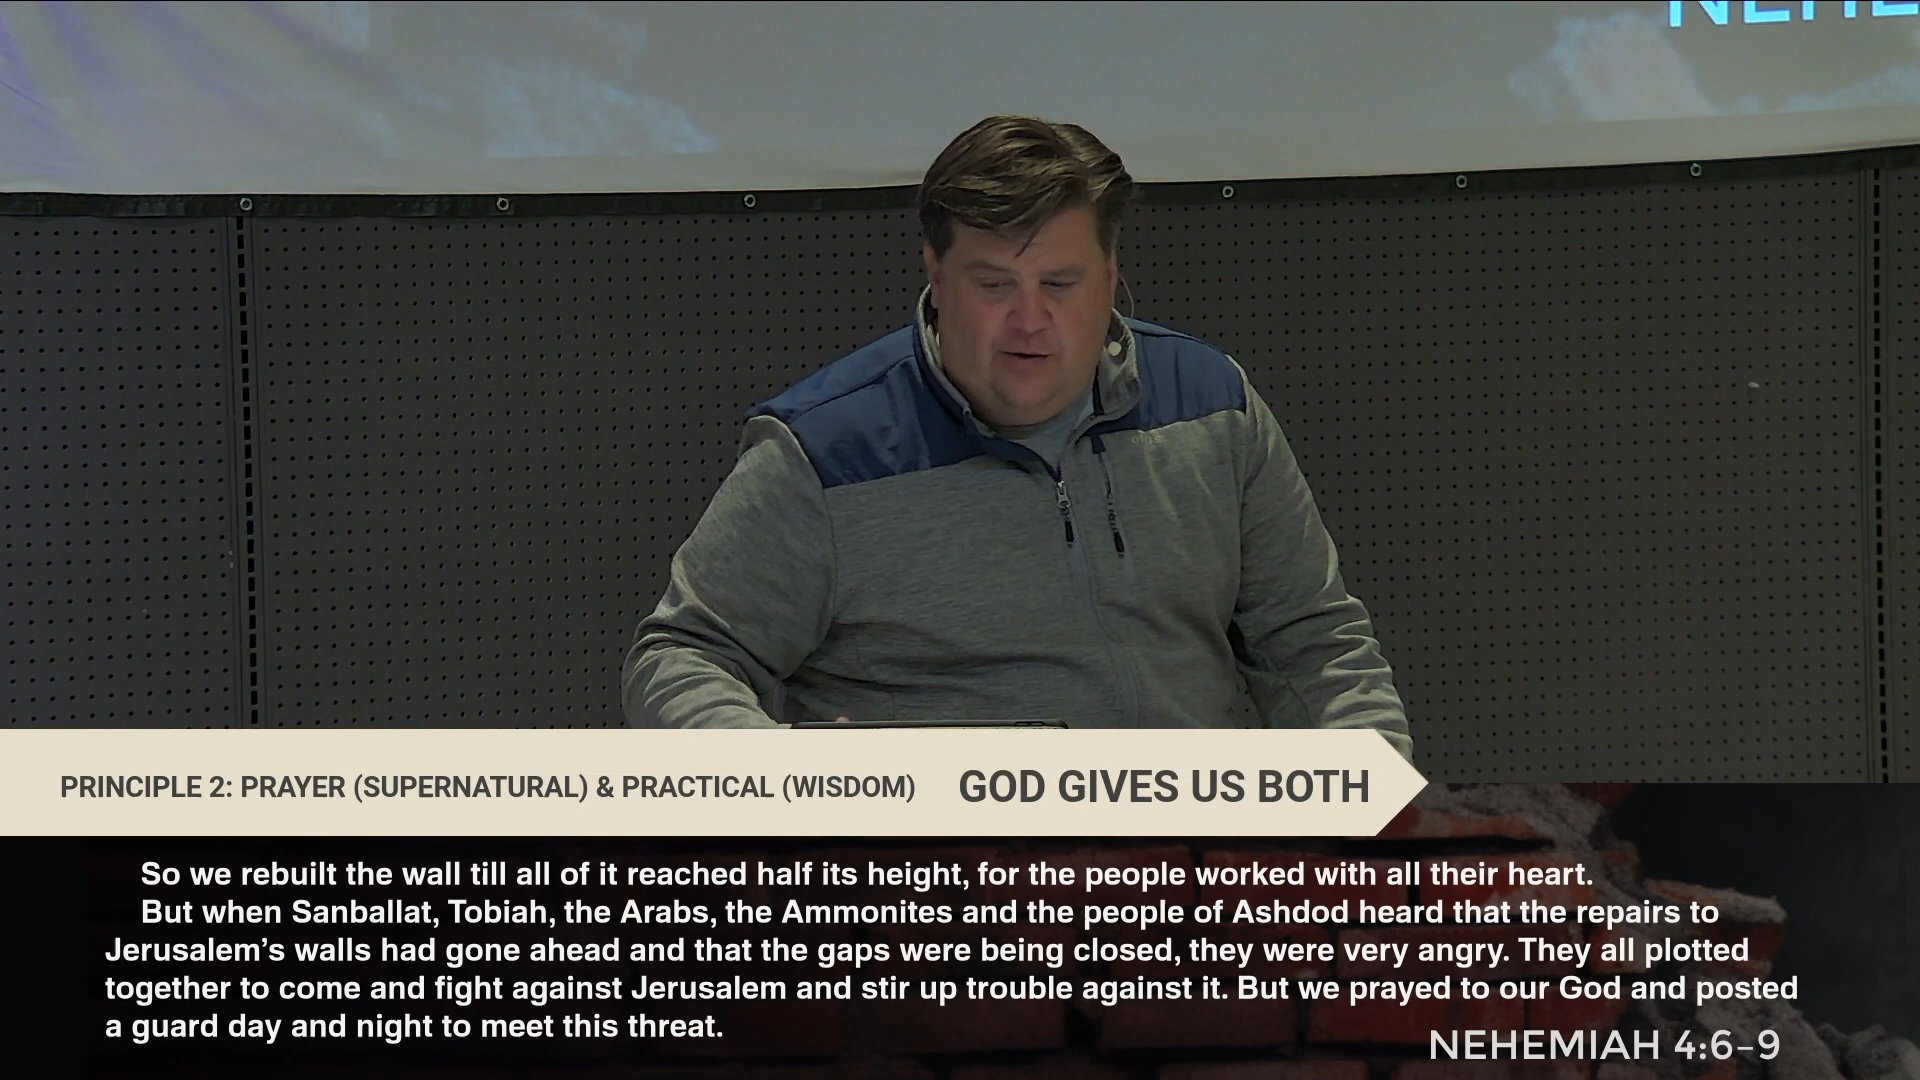 PRINCIPLE 2: PRAYER (SUPERNATURAL) & PRACTICAL (WISDOM) GOD GIVES US BOTH
So we rebuilt the wall till all of it reached half its height, for the people worked with all their heart.
But when Sanballat, Tobiah, the Arabs, the Ammonites and the people of Ashdod heard that the repairs to
Jerusalem’s walls had gone ahead and that the gaps were being closed, they were very angry. They all plotted
together to come and fight against Jerusalem and stir up trouble against it. But we prayed to our God and posted
a guard day and night to meet this threat.
NEHEMIAH 4:6–9